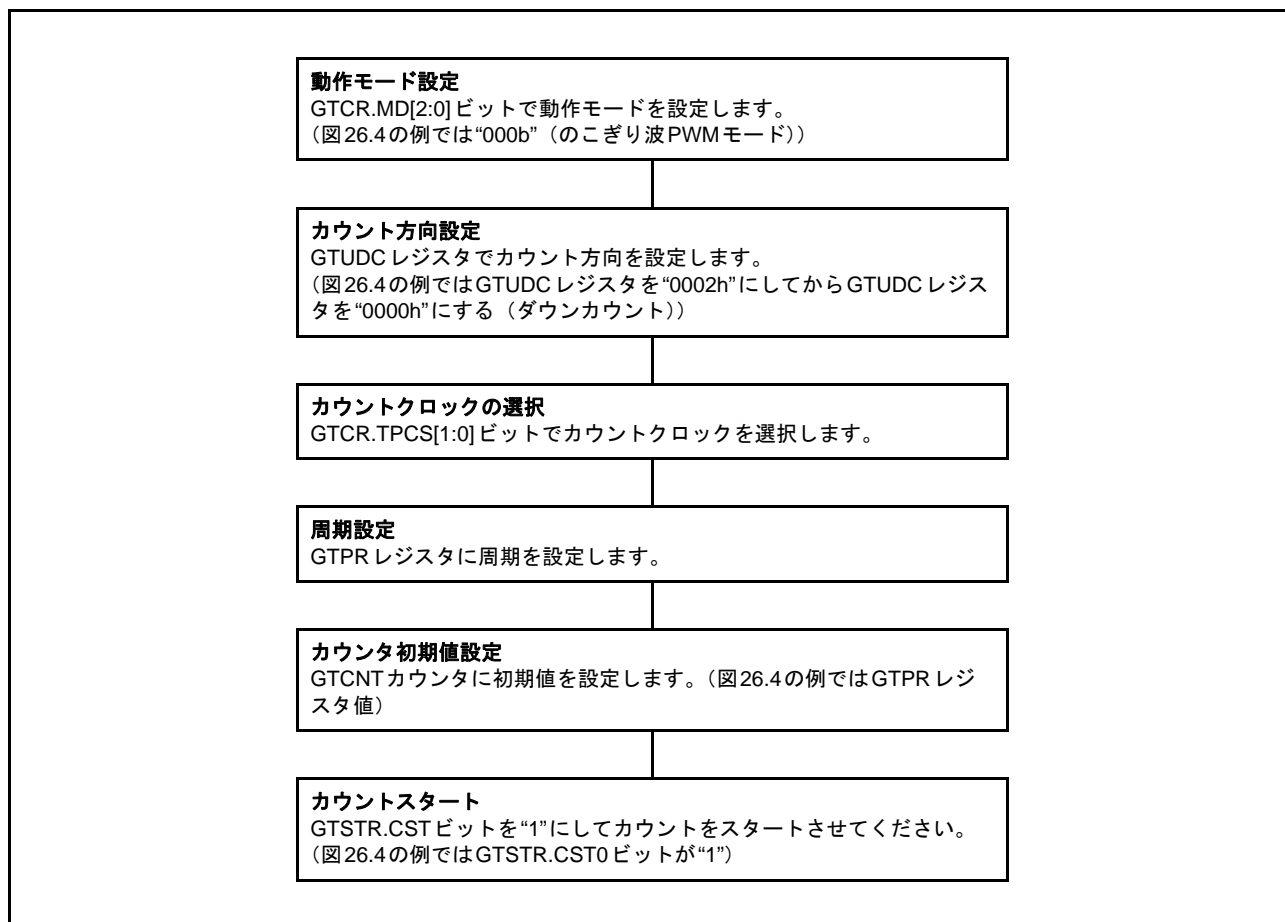 動作モード設定
GTCR.MD[2:0]ビットで動作モードを設定します。
（図26.4の例では“000b”（のこぎり波PWMモード））
カウント方向設定
GTUDCレジスタでカウント方向を設定します。
（図26.4の例ではGTUDCレジスタを“0002h”にしてからGTUDCレジス
タを“0000h”にする（ダウンカウント））
カウントクロックの選択
GTCR.TPCS[1:0]ビットでカウントクロックを選択します。
周期設定
GTPRレジスタに周期を設定します。
カウンタ初期値設定
GTCNTカウンタに初期値を設定します。（図26.4の例ではGTPRレジ
スタ値）
カウントスタート
GTSTR.CSTビットを“1”にしてカウントをスタートさせてください。
（図26.4の例ではGTSTR.CST0ビットが“1”）